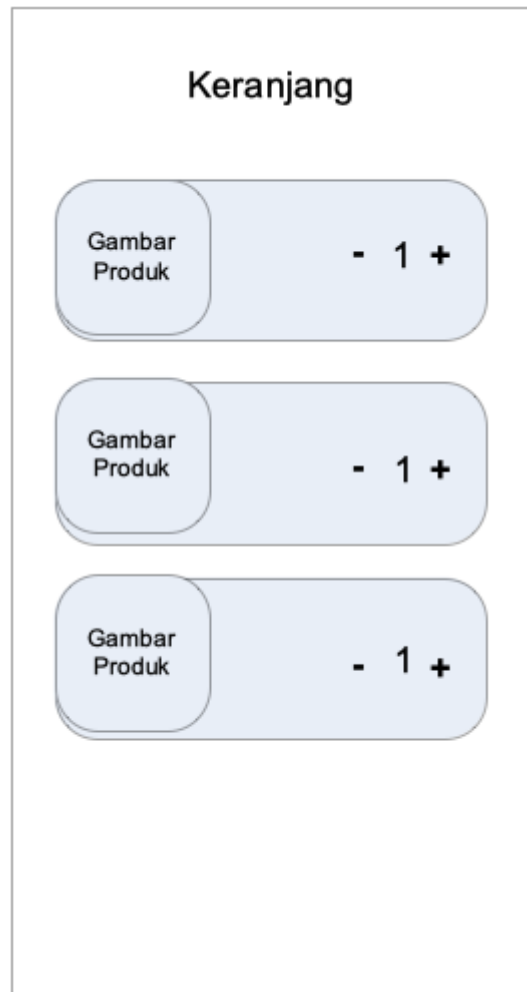 Keranjang
Gambar
Produk
- 1 +
Gambar
Produk
- 1 +
Gambar
Produk
- 1 +